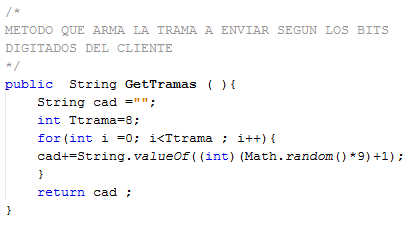 /*
METODO QUE ARMA LA TRAMA A ENVIAR SEGUN LOS BITS
DIGITADOS DEL CLIENTE
*/
public  String GetTramas ( ){
    String cad ="";
    int Ttrama=8;
    for(int i =0; i<Ttrama ; i++){
    cad+=String.valueOf((int)(Math.random()*9)+1);
    }
    return cad ;
}